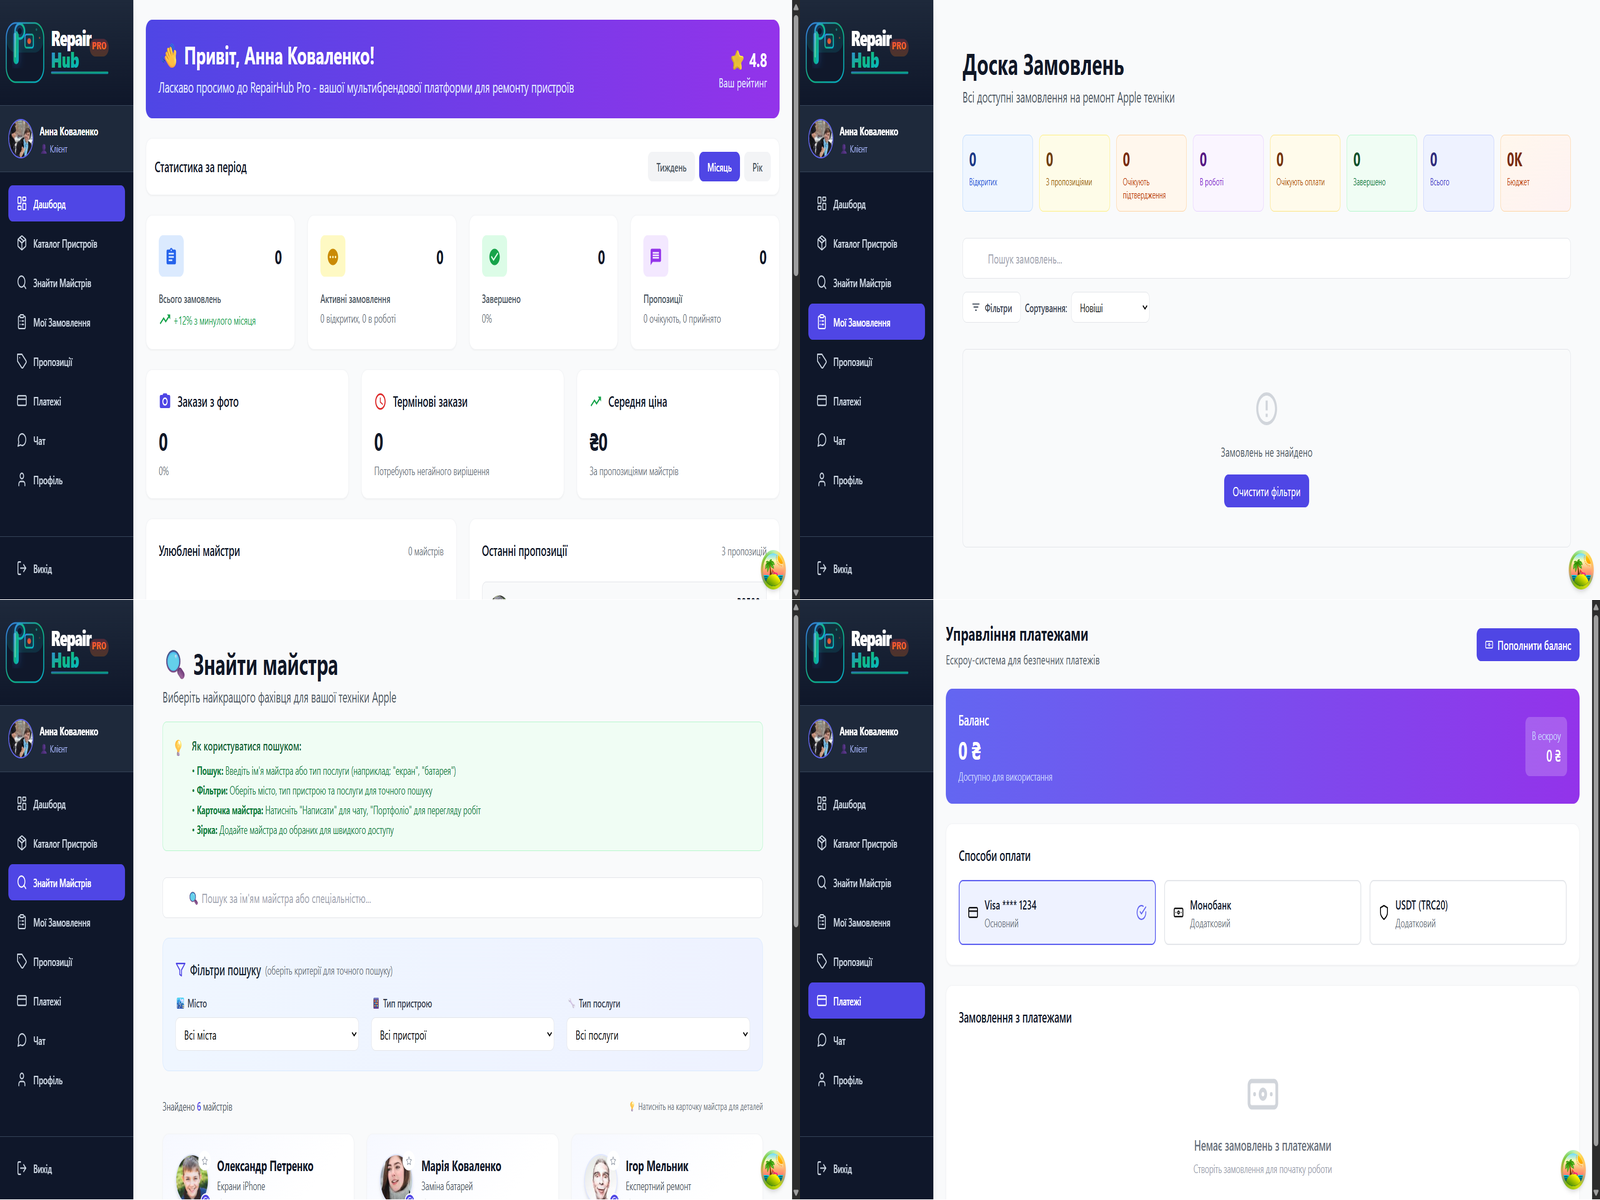 Repair
Hub
PRO
Анна Коваленко
Клієнт
Дашборд
Каталог Пристроїв
Знайти Майстрів
Мої Замовлення
Пропозиції
Платежі
Чат
Профіль
Вихід
👋 Привіт, Анна Коваленко!
Ласкаво просимо до RepairHub Pro - вашої мультибрендової платформи для ремонту пристроїв
⭐ 4.8
Ваш рейтинг
Статистика за період
Тиждень Місяць Рік
0
Всього замовлень
+12% з минулого місяця
0
Активні замовлення
0 відкритих, 0 в роботі
0
Завершено
0%
0
Пропозиції
0 очікують, 0 прийнято
Закази з фото
0
0%
Термінові закази
0
Потребують негайного вирішення
Середня ціна
₴0
За пропозиціями майстрів
Улюблені майстри
0 майстрів
Останні пропозиції
3 пропозицій
Repair
Hub
PRO
Анна Коваленко
Клієнт
Дашборд
Каталог Пристроїв
Знайти Майстрів
Мої Замовлення
Пропозиції
Платежі
Чат
Профіль
Вихід
Доска Замовлень
Всі доступні замовлення на ремонт Apple техніки
0
Відкритих
0
З пропозиціями
0
Очікують
підтвердження
0
В роботі
0
Очікують оплати
0
Завершено
0
Всього
0К
Бюджет
Пошук замовлень...
Фільтри
Сортування:
Новіші
Замовлень не знайдено
Очистити фільтри
Repair
Hub
PRO
Анна Коваленко
Клієнт
Дашборд
Каталог Пристроїв
Знайти Майстрів
Мої Замовлення
Пропозиції
Платежі
Чат
Профіль
Вихід
🔍 Знайти майстра
Виберіть найкращого фахівця для вашої техніки Apple
💡 Як користуватися пошуком:
• Пошук: Введіть ім'я майстра або тип послуги (наприклад: "екран", "батарея")
• Фільтри: Оберіть місто, тип пристрою та послуги для точного пошуку
• Карточка майстра: Натисніть "Написати" для чату, "Портфоліо" для перегляду робіт
• Зірка: Додайте майстра до обраних для швидкого доступу
🔍 Пошук за ім'ям майстра або спеціальністю...
Фільтри пошуку (оберіть критерії для точного пошуку)
Місто
Всі міста
Тип пристрою
Всі пристрої
Тип послуги
Всі послуги
Знайдено 6 майстрів
💡 Натисніть на карточку майстра для деталей
Олександр Петренко
Екрани iPhone
Марія Коваленко
Заміна батарей
Ігор Мельник
Експертний ремонт
Repair
Hub
PRO
Анна Коваленко
Клієнт
Дашборд
Каталог Пристроїв
Знайти Майстрів
Мої Замовлення
Пропозиції
Платежі
Чат
Профіль
Вихід
Управління платежами
Ескроу-система для безпечних платежів
Пополнити баланс
Баланс
0 ₴
Доступно для використання
В ескроу
0 ₴
Способи оплати
Visa **** 1234
Основний
Монобанк
Додатковий
USDT (TRC20)
Додатковий
Замовлення з платежами
Немає замовлень з платежами
Створіть замовлення для початку роботи